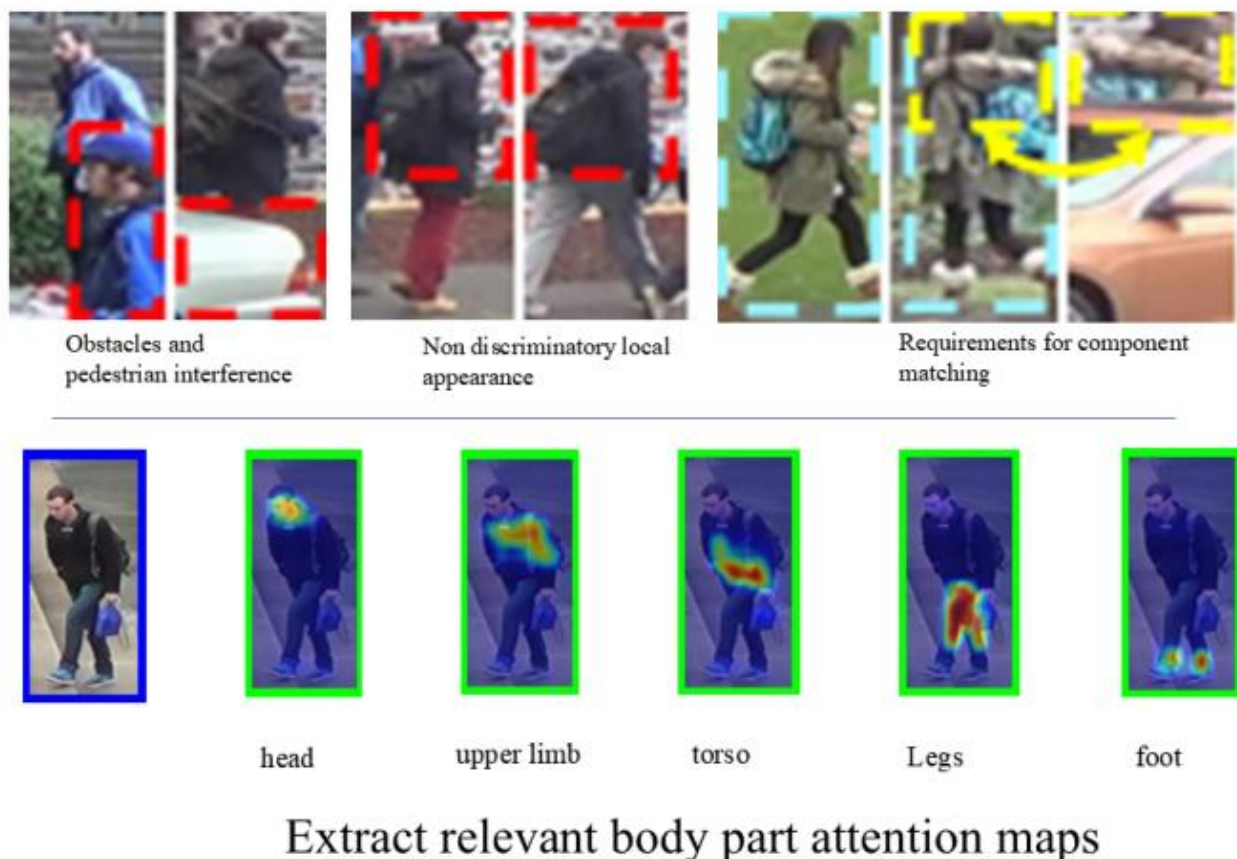 Obstacles and
pedestrian interference
Non discriminatory local
appearance
Requirements for component
matching
head
upper limb
torso
Legs
foot
Extract relevant body part attention maps